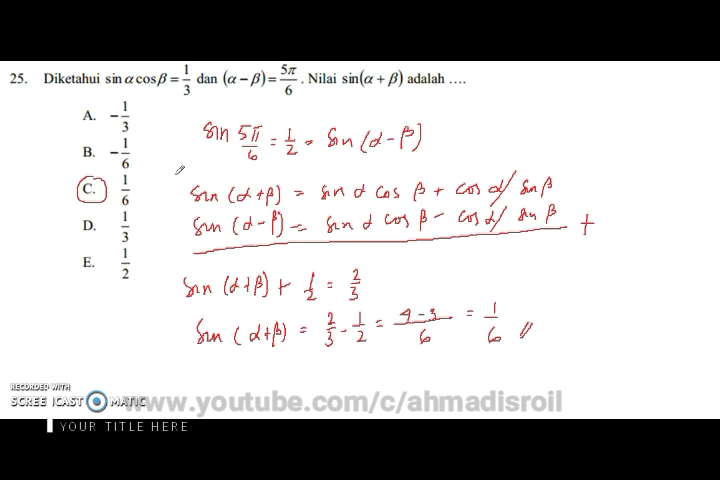 25. Diketahui sin α cos β = 1/3 dan (α − β) = 5π/6 . Nilai sin(α + β) adalah ….
A. −1/3
B. −1/6
C. 1/6
D. 1/3
E. 1/2
sin 5π/6 = 1/2 = sin (α − β)
sin (α+β) = sin α cos β + cos α sin β
sin (α−β) = sin α cos β − cos α sin β +
sin (α+β) + 1/2 = 2/3
sin (α+β) = 2/3 − 1/2 = 4−3/6 = 1/6 //
RECORDED WITH
SCREENCAST MATIC
www.youtube.com/c/ahmadisroil
YOUR TITLE HERE